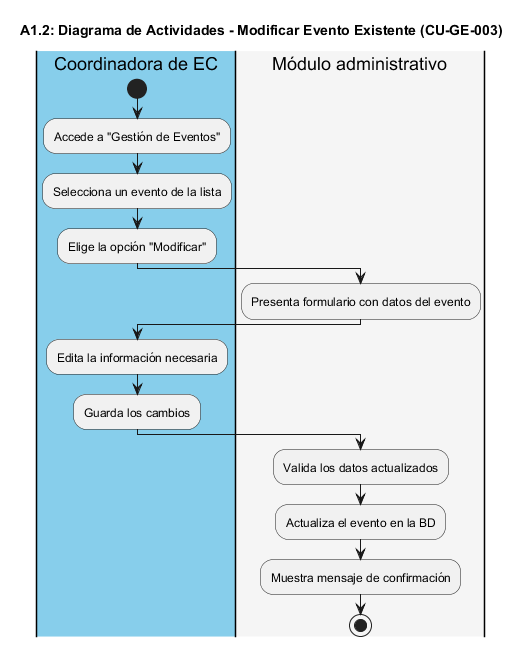 A1.2: Diagrama de Actividades - Modificar Evento Existente (CU-GE-003)
Coordinadora de EC
Módulo administrativo
Accede a "Gestión de Eventos"
Selecciona un evento de la lista
Elige la opción "Modificar"
Presenta formulario con datos del evento
Edita la información necesaria
Guarda los cambios
Valida los datos actualizados
Actualiza el evento en la BD
Muestra mensaje de confirmación